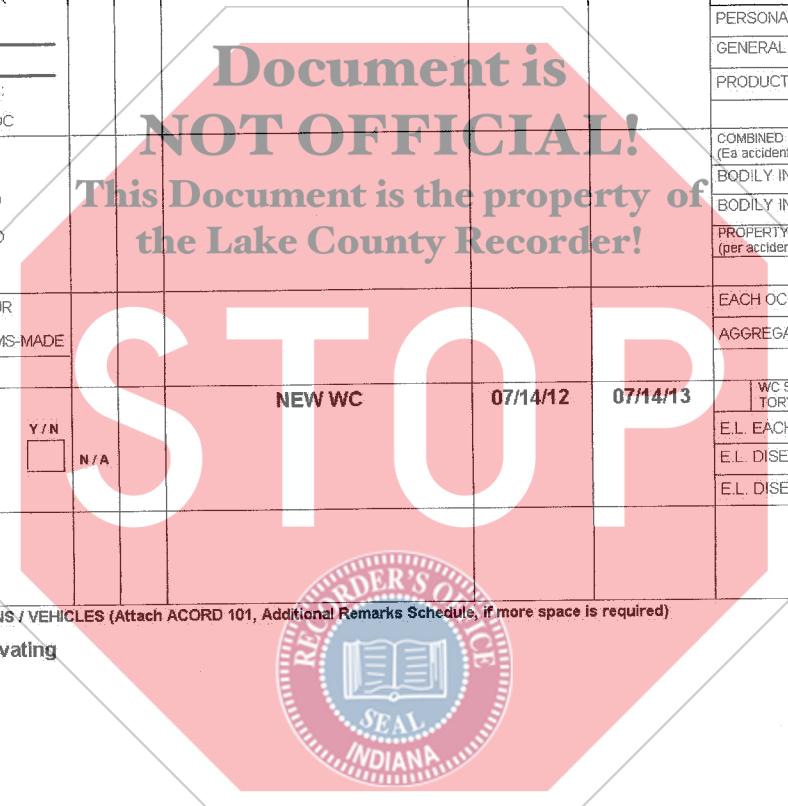 PERSONA
GENERAL
PRODUCT
Document is
NOT OFFICIAL!
This Document is the property of
the Lake County Recorder!
COMBINED
(Ea accident
BODILY IN
BODILY IN
PROPERTY
(per acciden
EACH OC
MS-MADE
AGGREGA
STOP
NEW WC 07/14/12 07/14/13
WC S
TOR
Y / N
N / A
E.L. EACH
E.L. DISE
E.L. DISE
NS / VEHICLES (Attach ACORD 101, Additional Remarks Schedule, if more space is required)
vating
RECORDER'S OFFICE
SEAL
INDIANA